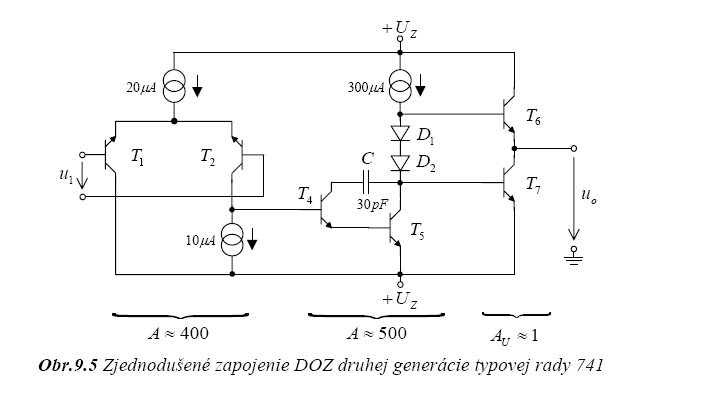 +U_Z
20µA
300µA
T_6
D_1
T_1
T_2
C
D_2
u_1
T_4
30pF
T_7
u_o
T_5
10µA
+U_Z
A ≈ 400
A ≈ 500
A_U ≈ 1
Obr.9.5 Zjednodušené zapojenie DOZ druhej generácie typovej rady 741